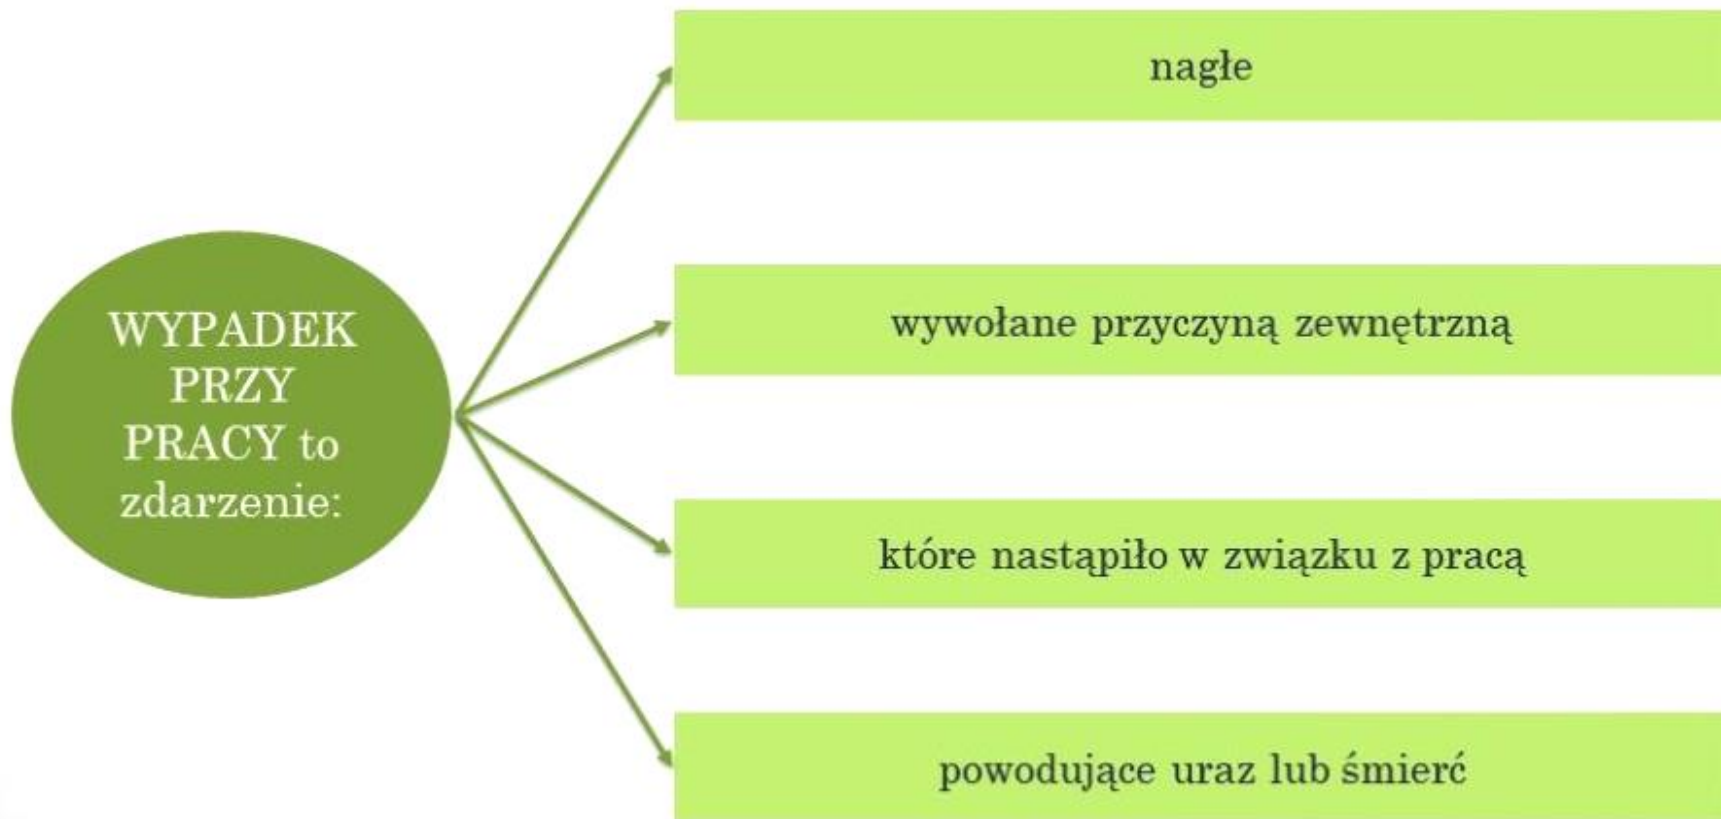 WYPADEK
PRZY
PRACY to
zdarzenie:
nagłe
wywołane przyczyną zewnętrzną
które nastąpiło w związku z pracą
powodujące uraz lub śmierć